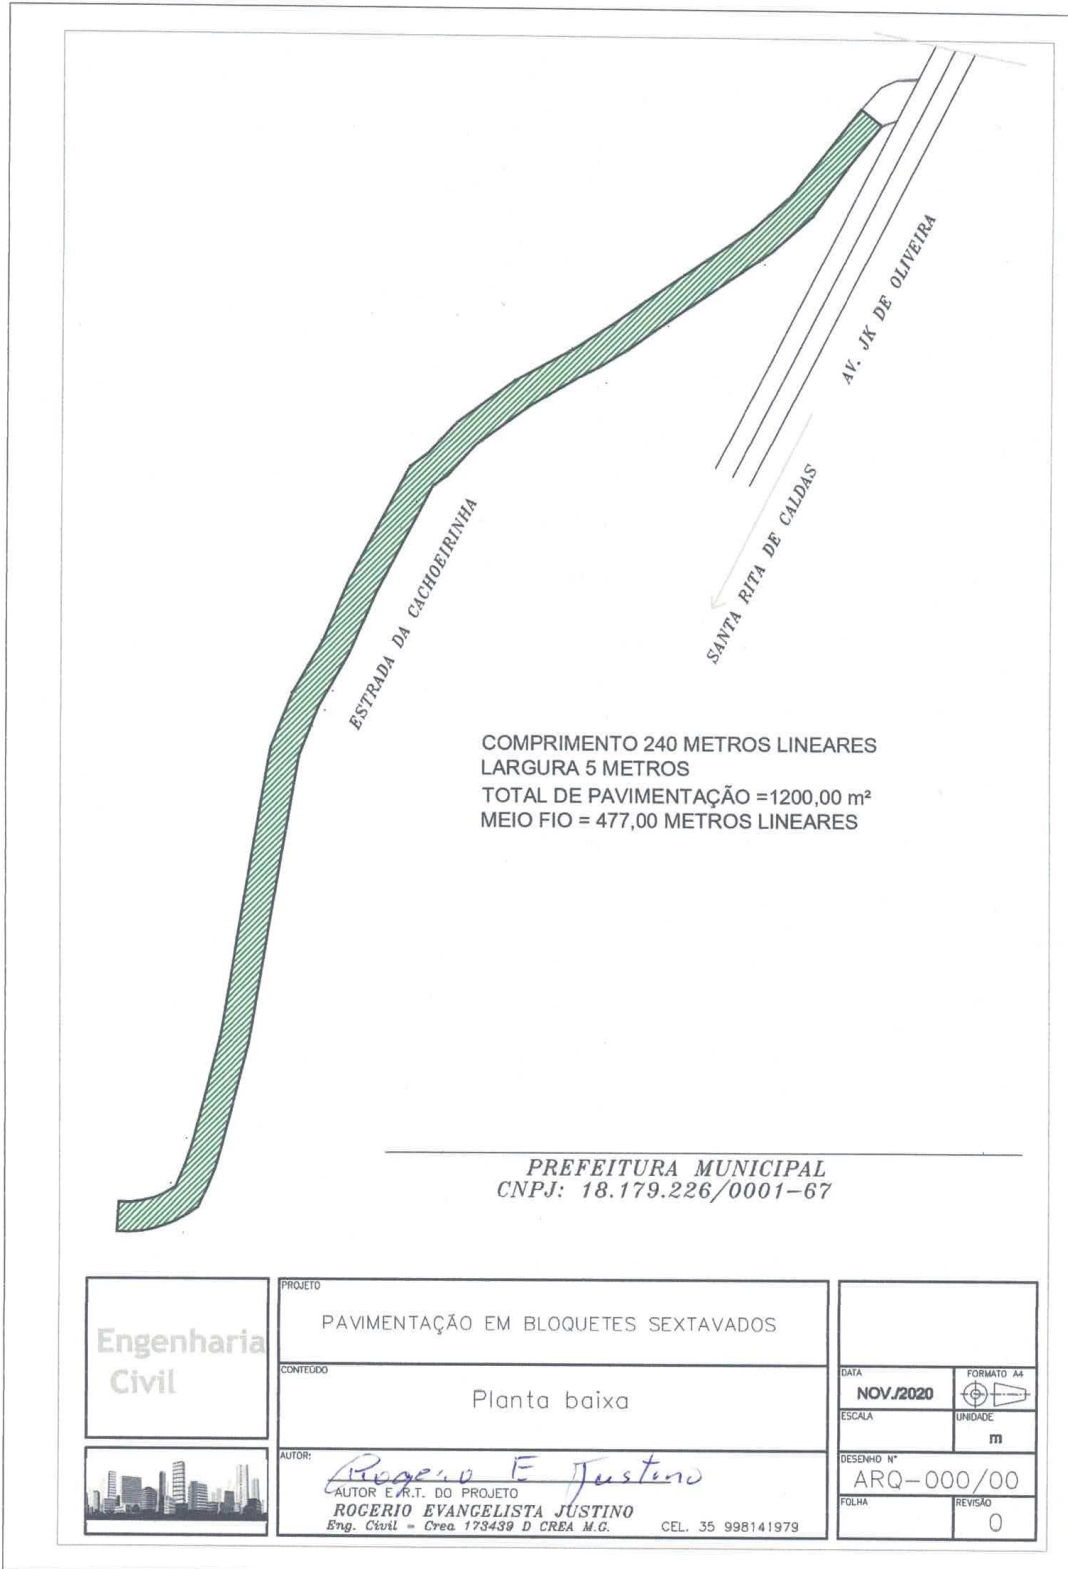 AV. JK DE OLIVEIRA
SANTA RITA DE CALDAS
ESTRADA DA CACHOEIRINHA
COMPRIMENTO 240 METROS LINEARES
LARGURA 5 METROS
TOTAL DE PAVIMENTAÇÃO =1200,00 m²
MEIO FIO = 477,00 METROS LINEARES
PREFEITURA MUNICIPAL
CNPJ: 18.179.226/0001-67
Engenharia
Civil
PROJETO
PAVIMENTAÇÃO EM BLOQUETES SEXTAVADOS
CONTEÚDO
Planta baixa
AUTOR:
Rogerio E Justino
AUTOR E R.T. DO PROJETO
ROGERIO EVANGELISTA JUSTINO
Eng. Civil - Crea 173439 D CREA M.G. CEL. 35 998141979
DATA
NOV./2020
FORMATO A4
ESCALA
UNIDADE
m
DESENHO N°
ARQ-000/00
FOLHA
REVISÃO
0